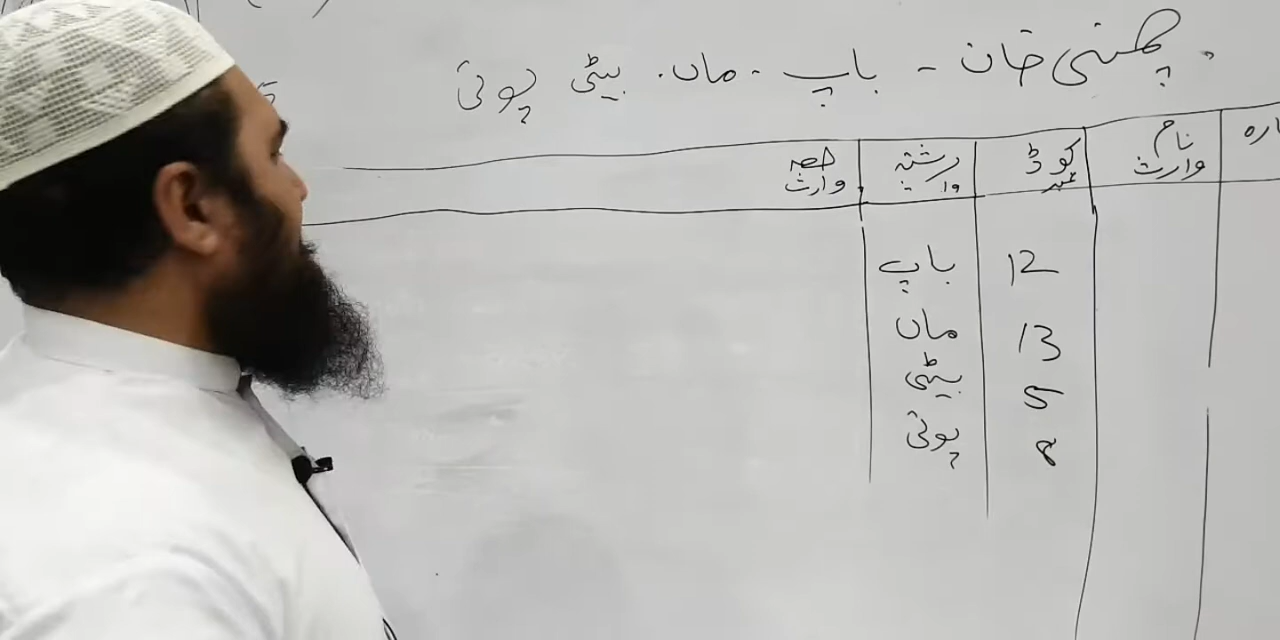 چھنی خان - باپ - ماں. بیٹی پوتی
نام وارث کوڈ نمبر رشتہ وار حصہ وارث
12 باپ
13 ماں
5 بیٹی
8 پوتی